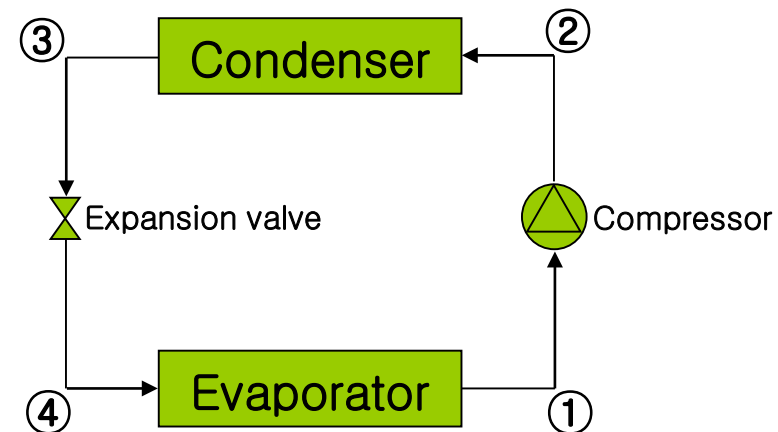 ③
②
Condenser
Expansion valve
Compressor
Evaporator
④
①